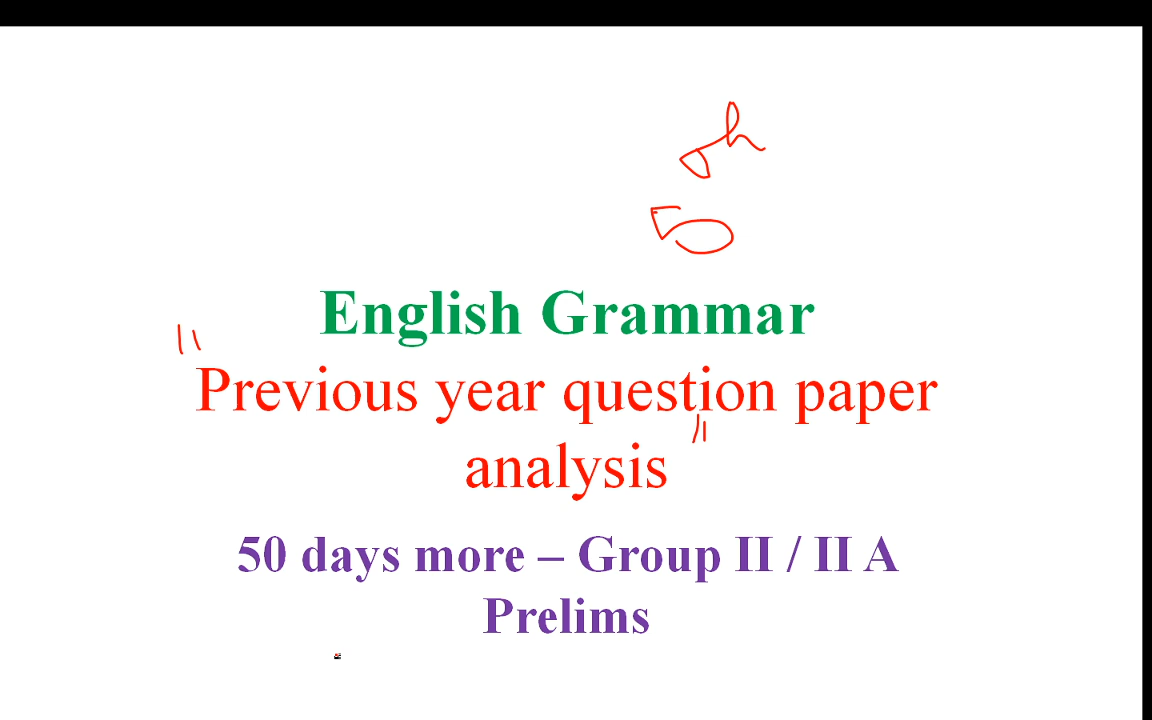 English Grammar
"Previous year question paper
analysis"
50 days more – Group II / II A
Prelims